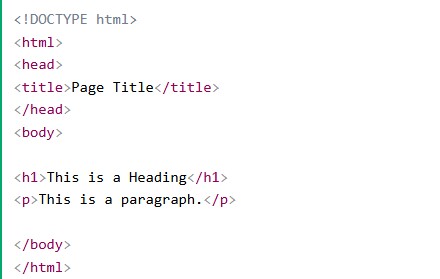 <!DOCTYPE html>
<html>
<head>
<title>Page Title</title>
</head>
<body>
<h1>This is a Heading</h1>
<p>This is a paragraph.</p>
</body>
</html>